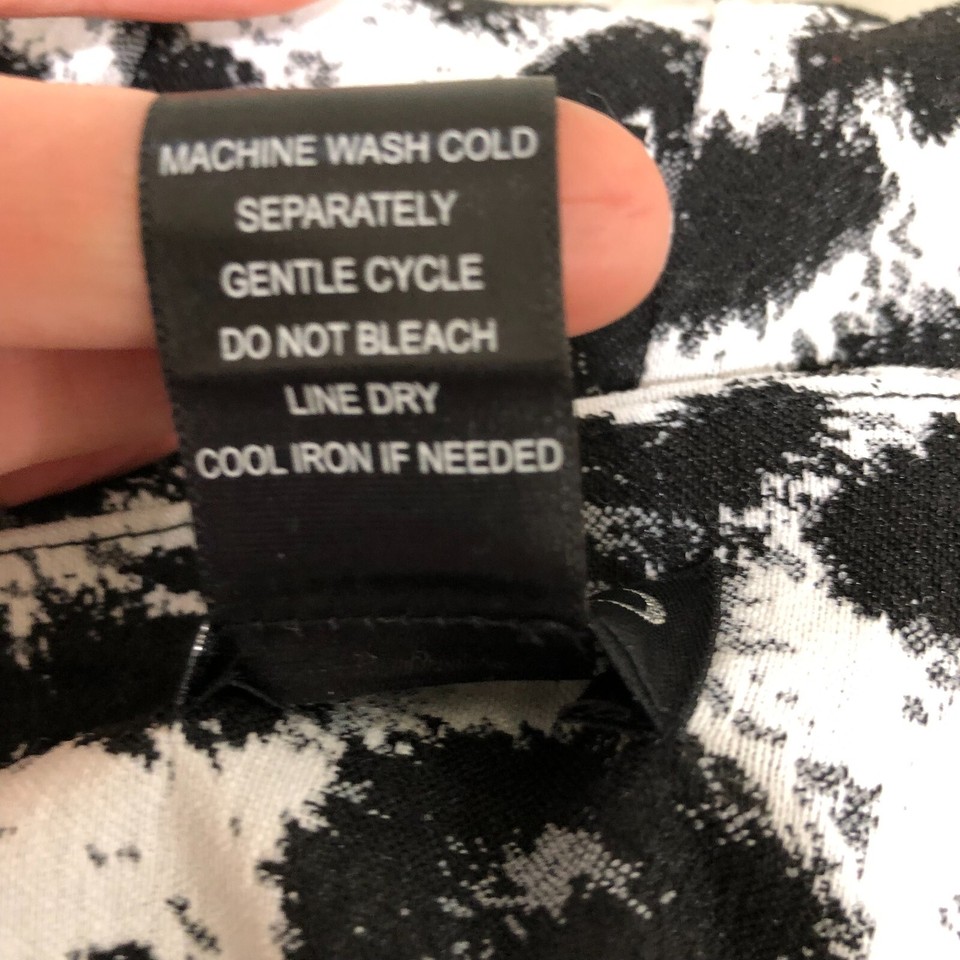 MACHINE WASH COLD
SEPARATELY
GENTLE CYCLE
DO NOT BLEACH
LINE DRY
COOL IRON IF NEEDED